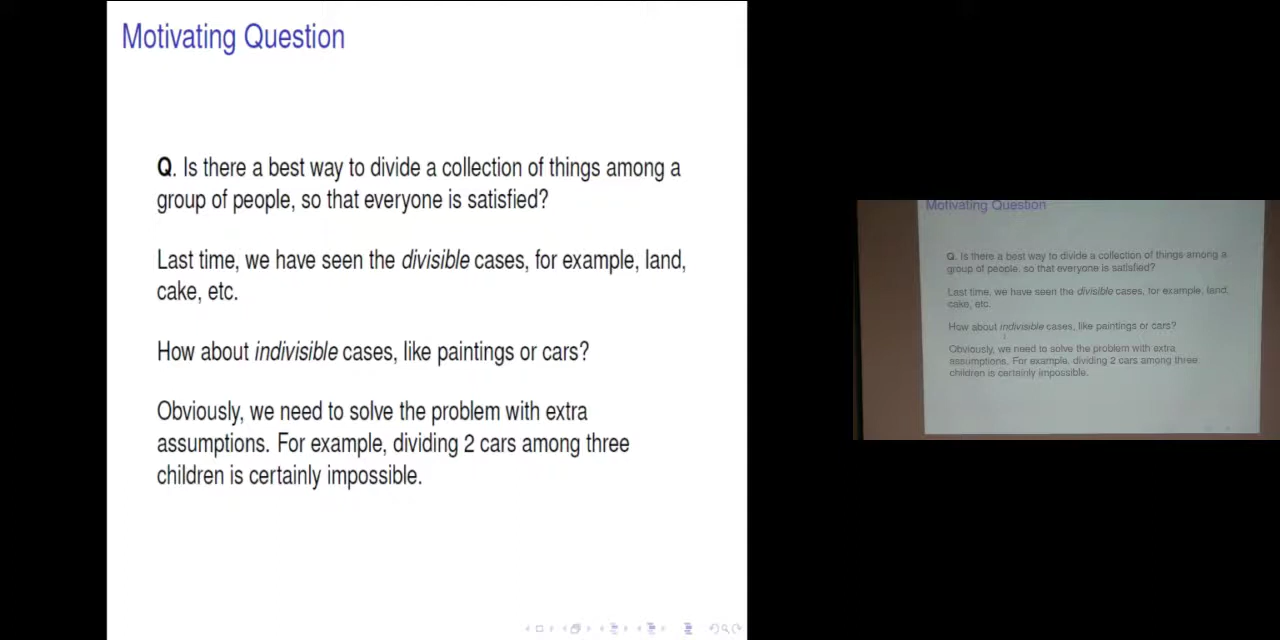 Motivating Question
Q. Is there a best way to divide a collection of things among a
group of people, so that everyone is satisfied?
Last time, we have seen the divisible cases, for example, land,
cake, etc.
How about indivisible cases, like paintings or cars?
Obviously, we need to solve the problem with extra
assumptions. For example, dividing 2 cars among three
children is certainly impossible.
Motivating Question
Q. Is there a best way to divide a collection of things among a
group of people, so that everyone is satisfied?
Last time, we have seen the divisible cases, for example, land,
cake, etc.
How about indivisible cases, like paintings or cars?
Obviously, we need to solve the problem with extra
assumptions. For example, dividing 2 cars among three
children is certainly impossible.